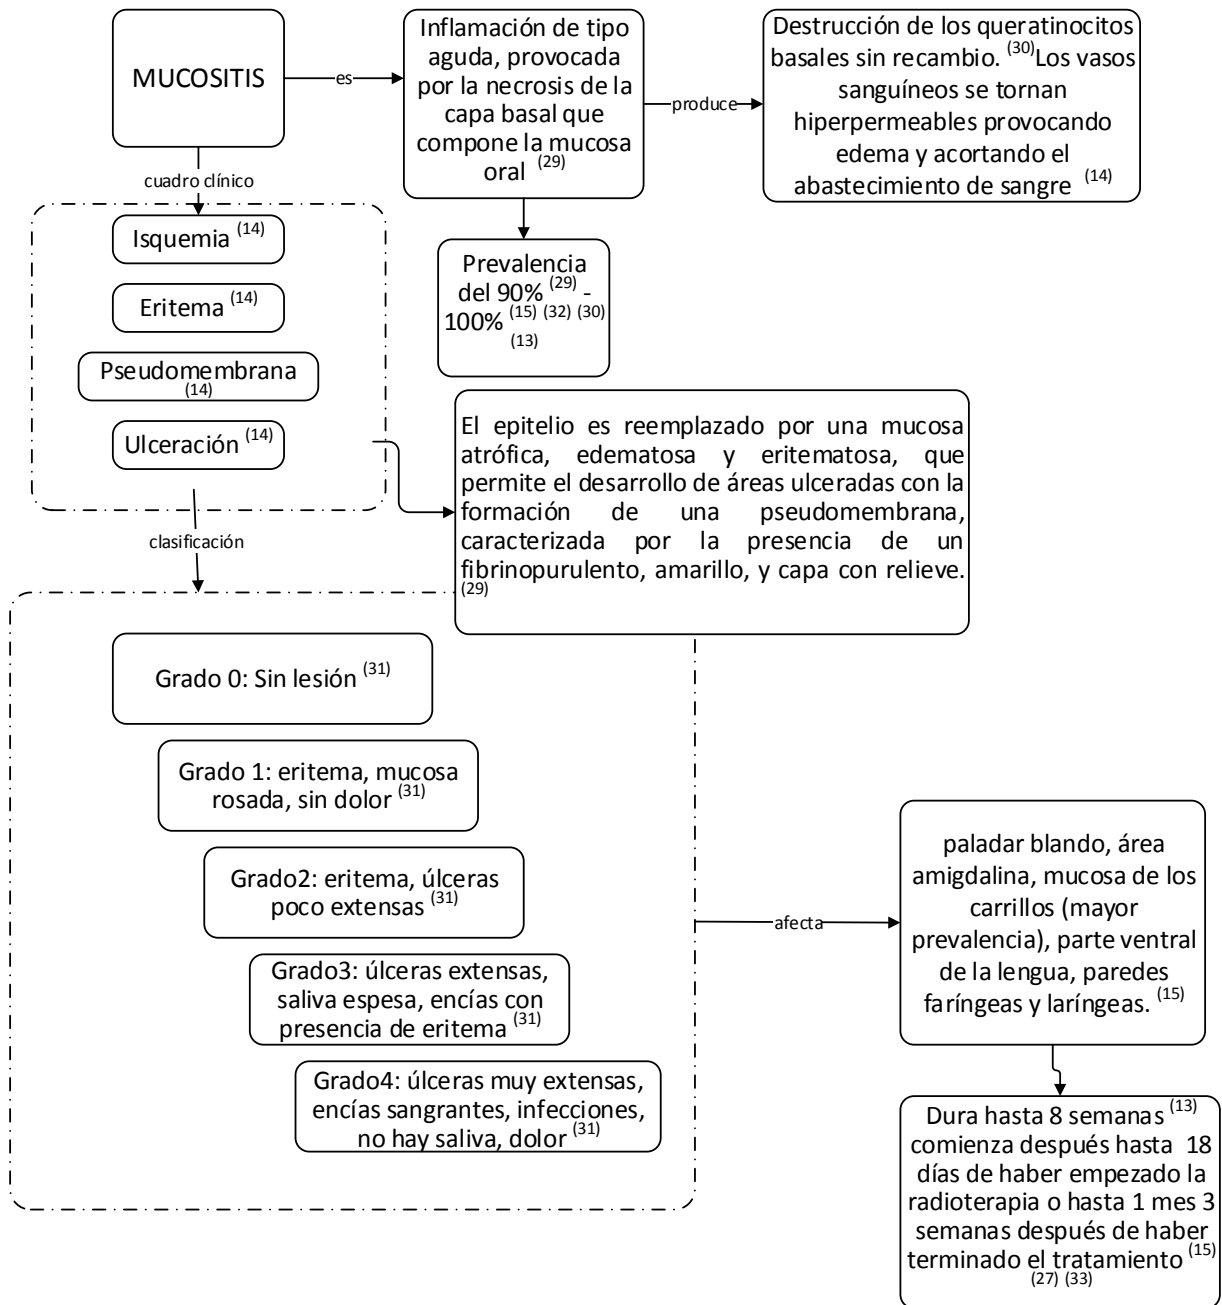 MUCOSITIS
es
Inflamación de tipo
aguda, provocada
por la necrosis de la
capa basal que
compone la mucosa
oral (29)
produce
Destrucción de los queratinocitos
basales sin recambio. (30)Los vasos
sanguíneos se tornan
hiperpermeables provocando
edema y acortando el
abastecimiento de sangre (14)
Prevalencia
del 90% (29) -
100% (15) (32) (30)
(13)
cuadro clínico
Isquemia (14)
Eritema (14)
Pseudomembrana
(14)
Ulceración (14)
El epitelio es reemplazado por una mucosa
atrófica, edematosa y eritematosa, que
permite el desarrollo de áreas ulceradas con la
formación de una pseudomembrana,
caracterizada por la presencia de un
fibrinopurulento, amarillo, y capa con relieve.
(29)
clasificación
Grado 0: Sin lesión (31)
Grado 1: eritema, mucosa
rosada, sin dolor (31)
Grado2: eritema, úlceras
poco extensas (31)
Grado3: úlceras extensas,
saliva espesa, encías con
presencia de eritema (31)
Grado4: úlceras muy extensas,
encías sangrantes, infecciones,
no hay saliva, dolor (31)
afecta
paladar blando, área
amigdalina, mucosa de los
carrillos (mayor
prevalencia), parte ventral
de la lengua, paredes
faríngeas y laríngeas. (15)
Dura hasta 8 semanas (13)
comienza después hasta 18
días de haber empezado la
radioterapia o hasta 1 mes 3
semanas después de haber
terminado el tratamiento (15)
(27) (33)